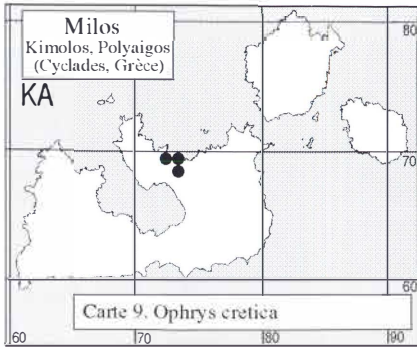 Milos
Kimolos, Polyaigos
(Cyclades, Grèce)
KA
80
70
60
Carte 9. Ophrys cretica
60
70
80
90